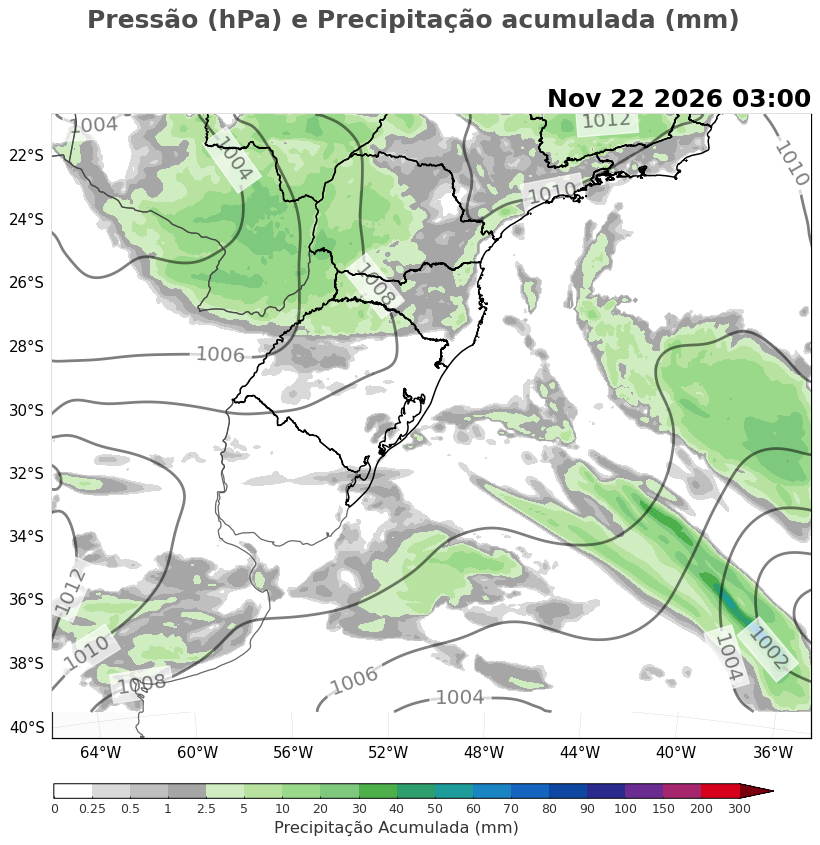 Pressão (hPa) e Precipitação acumulada (mm)
Nov 22 2026 03:00
1004
1012
1004
1010
1010
22°S
24°S
26°S
28°S
30°S
32°S
34°S
36°S
38°S
40°S
1008
1006
1012
1010
1008
1006
1004
1004
1002
64°W 60°W 56°W 52°W 48°W 44°W 40°W 36°W
0 0.25 0.5 1 2.5 5 10 20 30 40 50 60 70 80 90 100 150 200 300
Precipitação Acumulada (mm)